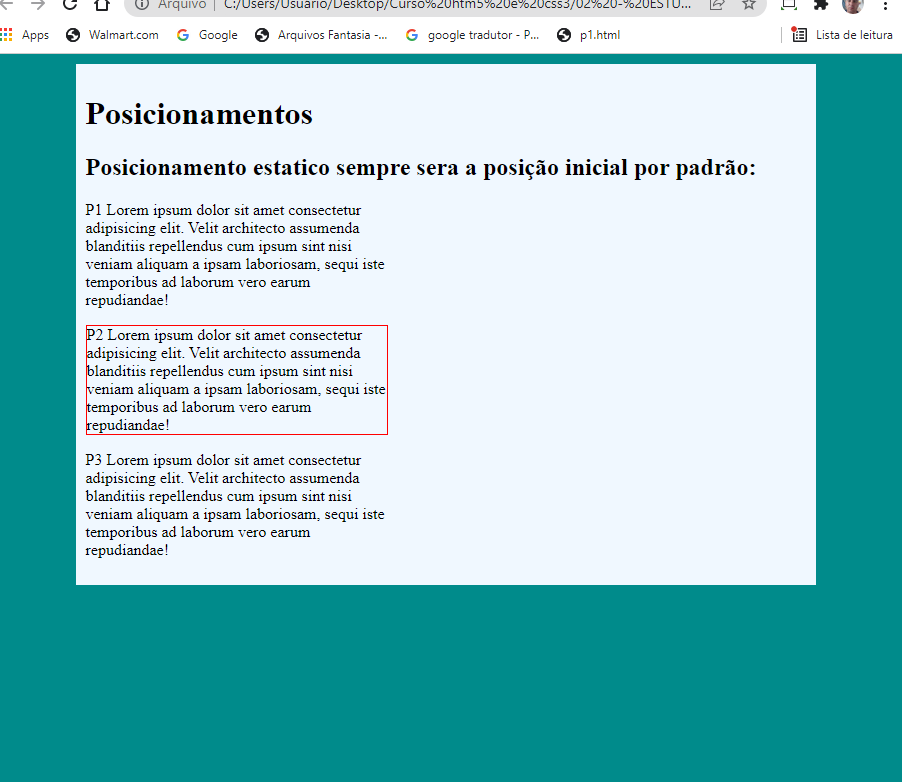 Arquivo | C:/Users/Usuario/Desktop/Curso%20htm5%20e%20css3/02%20-%20ESTU...
Apps Walmart.com Google Arquivos Fantasia -... google tradutor - P... p1.html Lista de leitura
Posicionamentos
Posicionamento estatico sempre sera a posição inicial por padrão:
P1 Lorem ipsum dolor sit amet consectetur
adipisicing elit. Velit architecto assumenda
blanditiis repellendus cum ipsum sint nisi
veniam aliquam a ipsam laboriosam, sequi iste
temporibus ad laborum vero earum
repudiandae!
P2 Lorem ipsum dolor sit amet consectetur
adipisicing elit. Velit architecto assumenda
blanditiis repellendus cum ipsum sint nisi
veniam aliquam a ipsam laboriosam, sequi iste
temporibus ad laborum vero earum
repudiandae!
P3 Lorem ipsum dolor sit amet consectetur
adipisicing elit. Velit architecto assumenda
blanditiis repellendus cum ipsum sint nisi
veniam aliquam a ipsam laboriosam, sequi iste
temporibus ad laborum vero earum
repudiandae!